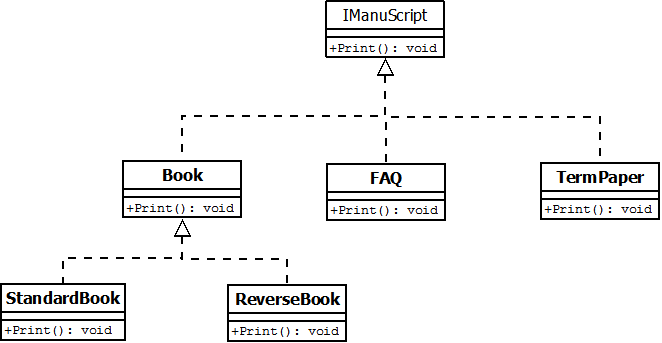 IManuScript
+Print(): void
Book
+Print(): void
FAQ
+Print(): void
TermPaper
+Print(): void
StandardBook
+Print(): void
ReverseBook
+Print(): void